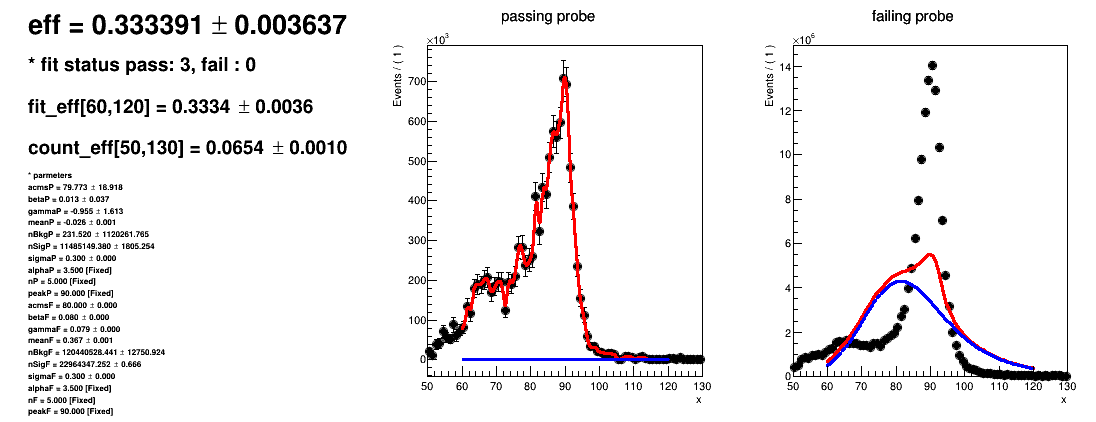 eff = 0.333391 ± 0.003637
* fit status pass: 3, fail : 0
fit_eff[60,120] = 0.3334 ± 0.0036
count_eff[50,130] = 0.0654 ± 0.0010
* parmeters
acmsP = 79.773 ± 18.918
betaP = 0.013 ± 0.037
gammaP = -0.955 ± 1.613
meanP = -0.026 ± 0.001
nBkgP = 231.520 ± 1120261.765
nSigP = 11485149.380 ± 1805.254
sigmaP = 0.300 ± 0.000
alphaP = 3.500 [Fixed]
nP = 5.000 [Fixed]
peakP = 90.000 [Fixed]
acmsF = 80.000 ± 0.000
betaF = 0.080 ± 0.000
gammaF = 0.079 ± 0.000
meanF = 0.367 ± 0.001
nBkgF = 120440528.441 ± 12750.924
nSigF = 22964347.252 ± 0.666
sigmaF = 0.300 ± 0.000
alphaF = 3.500 [Fixed]
nF = 5.000 [Fixed]
peakF = 90.000 [Fixed]
passing probe
×10³
Events / ( 1 )
700
600
500
400
300
200
100
0
50 60 70 80 90 100 110 120 130
x
failing probe
×10⁶
Events / ( 1 )
14
12
10
8
6
4
2
0
50 60 70 80 90 100 110 120 130
x